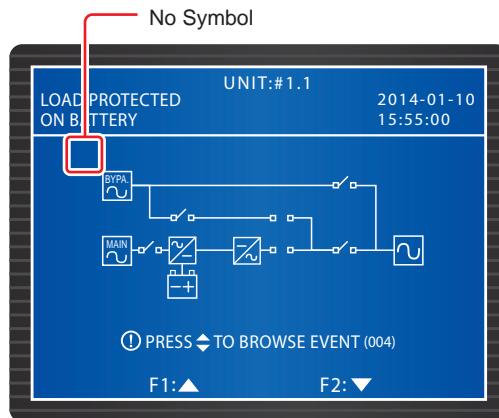 No Symbol
UNIT:#1.1
LOAD PROTECTED
ON BATTERY
2014-01-10
15:55:00
BYPA.
MAIN
PRESS TO BROWSE EVENT (004)
F1: F2: